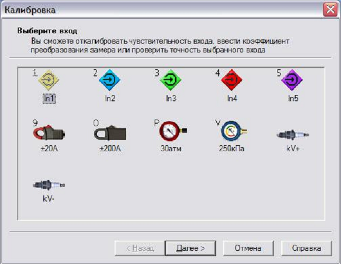 Калибровка
Выберите вход
Вы сможете откалибровать чувствительность входа, ввести коэффициент
преобразования замера или проверить точность выбранного входа
1 2 3 4 5
In1 In2 In3 In4 In5
9 0 P V
±20A ±200A 30атм 250кПа kV+
kV-
< Назад Далее > Отмена Справка